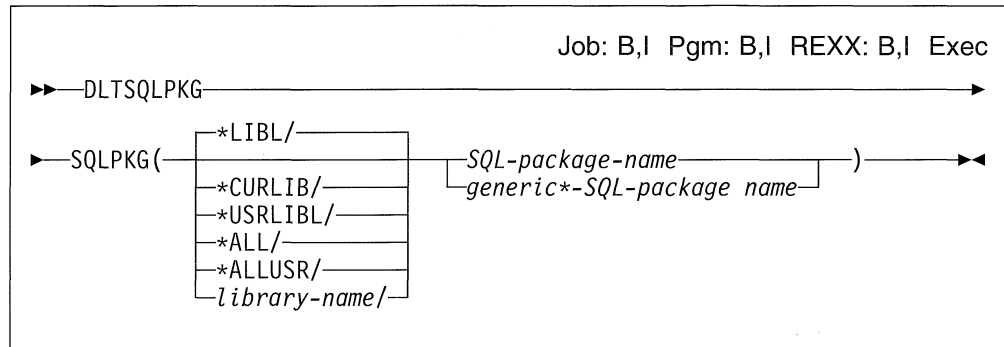 Job: B,I Pgm: B,I REXX: B,I Exec
DLTSQLPKG
*LIBL/
SQLPKG( SQL-package-name )
*CURLIB/ generic*-SQL-package name
*USRLIBL/
*ALL/
*ALLUSR/
library-name/